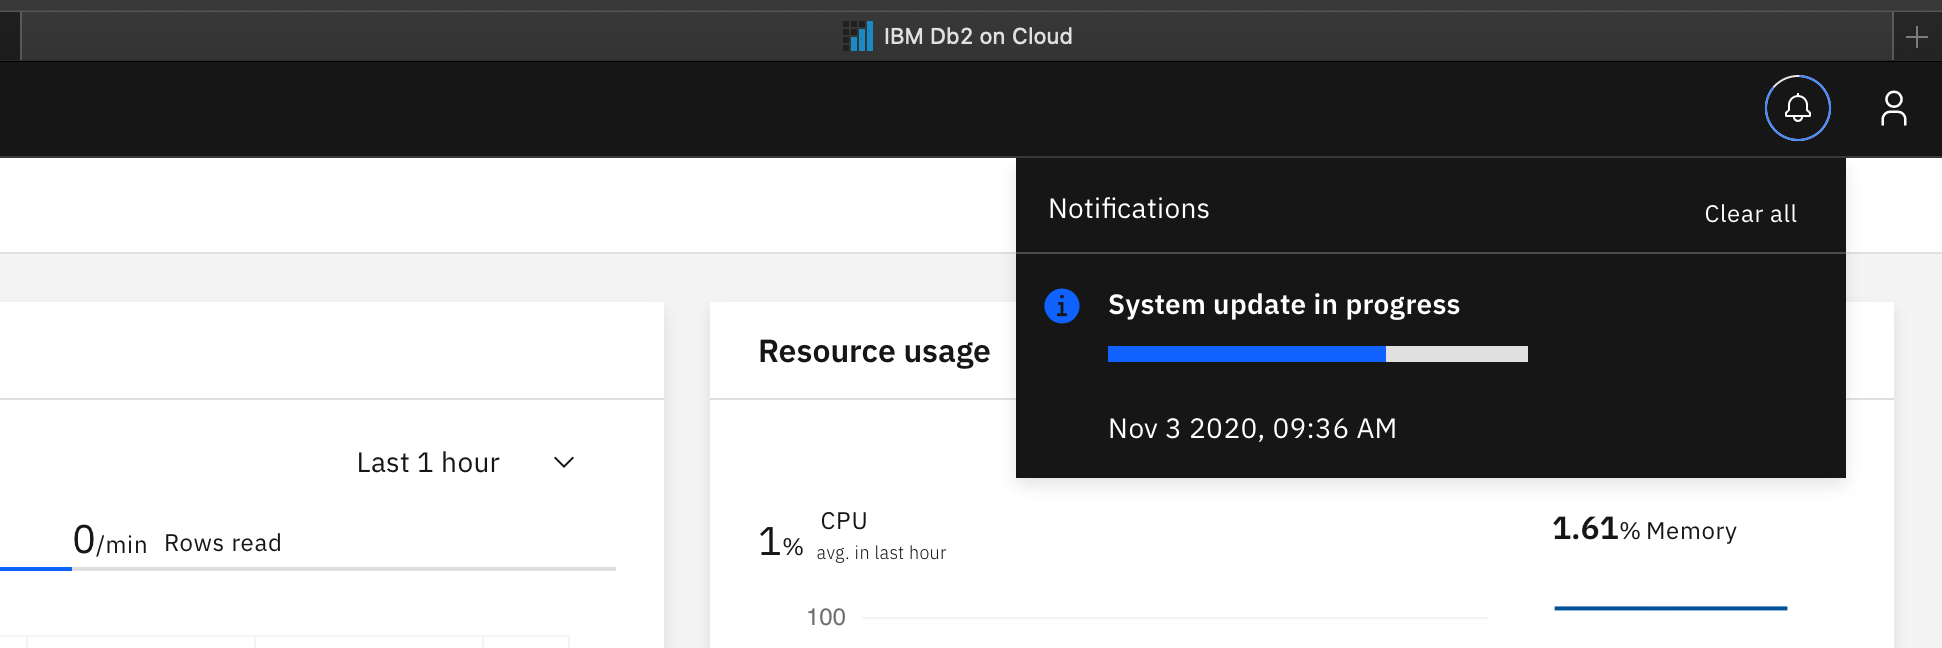 IBM Db2 on Cloud
Notifications
Clear all
System update in progress
Nov 3 2020, 09:36 AM
Last 1 hour
0/min Rows read
Resource usage
1% CPU
avg. in last hour
100
1.61% Memory